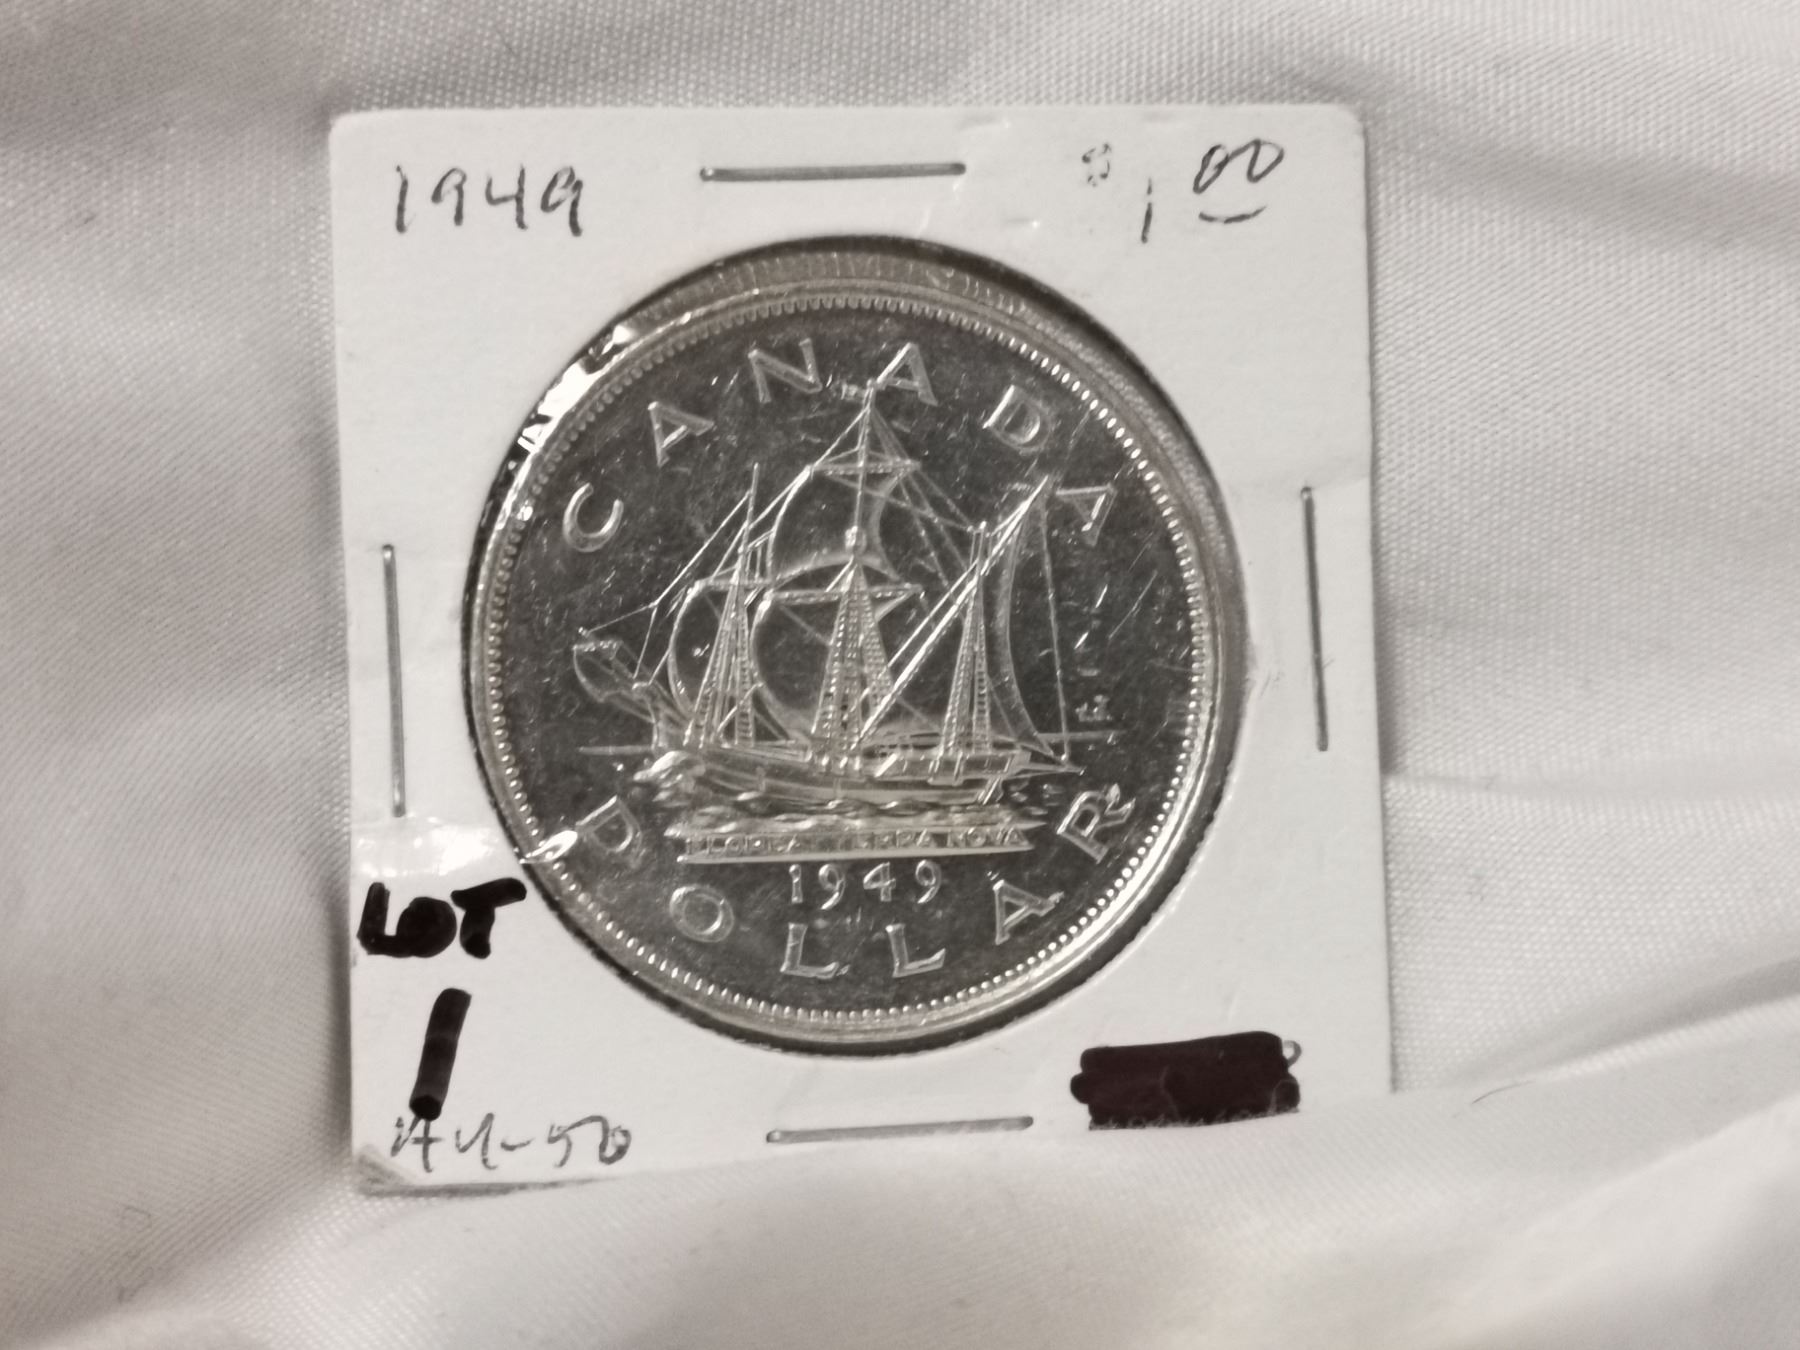 1949
$1.00
CANADA
T.S.
FLOREAT TERRA NOVA
1949
DOLLAR
LOT
1
AU-50